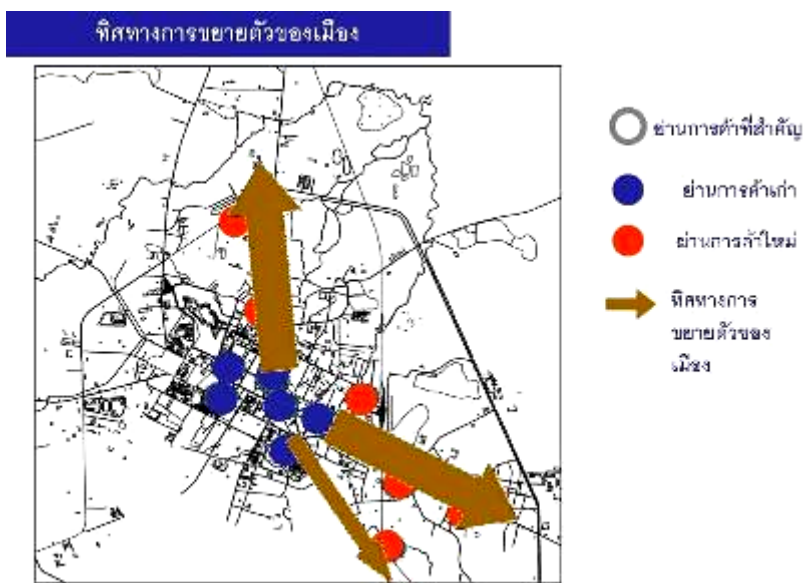 ทิศทางการขยายตัวของเมือง
ย่านการค้าที่สำคัญ
ย่านการค้าเก่า
ย่านการค้าใหม่
ทิศทางการ
ขยายตัวของ
เมือง